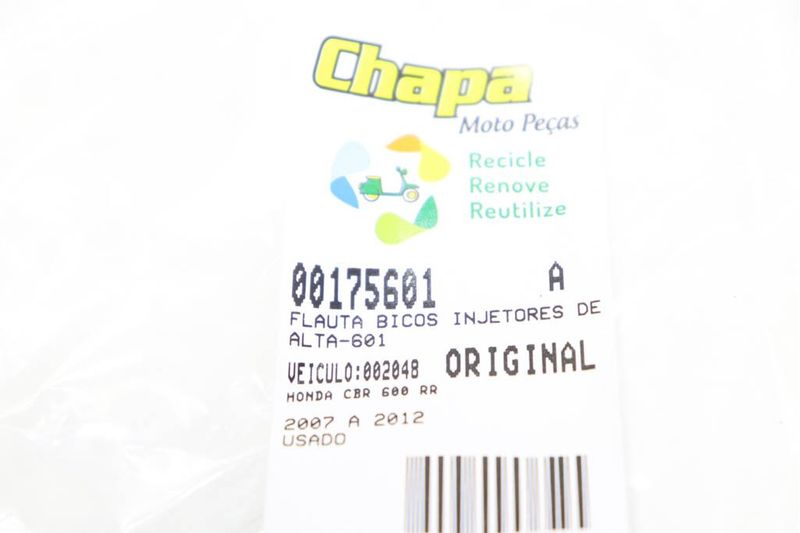 Chapa
Moto Peças
Recicle
Renove
Reutilize
00175601 A
FLAUTA BICOS INJETORES DE
ALTA-601
VEICULO:002048 ORIGINAL
HONDA CBR 600 RR
2007 A 2012
USADO